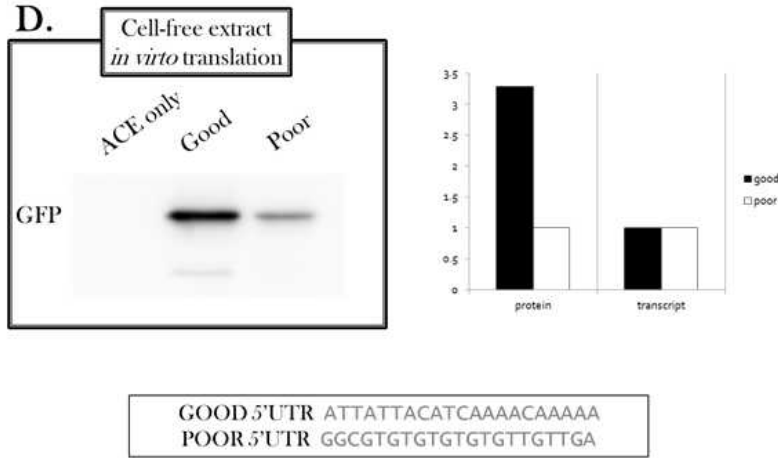 D.
Cell-free extract
in virto translation
ACE only
Good
Poor
GFP
3.5
3
2.5
2
1.5
1
0.5
0
protein
transcript
good
poor
GOOD 5'UTR ATTATTACATCAAAACAAAAA
POOR 5'UTR GGCGTGTGTGTGTGTTGTTGA